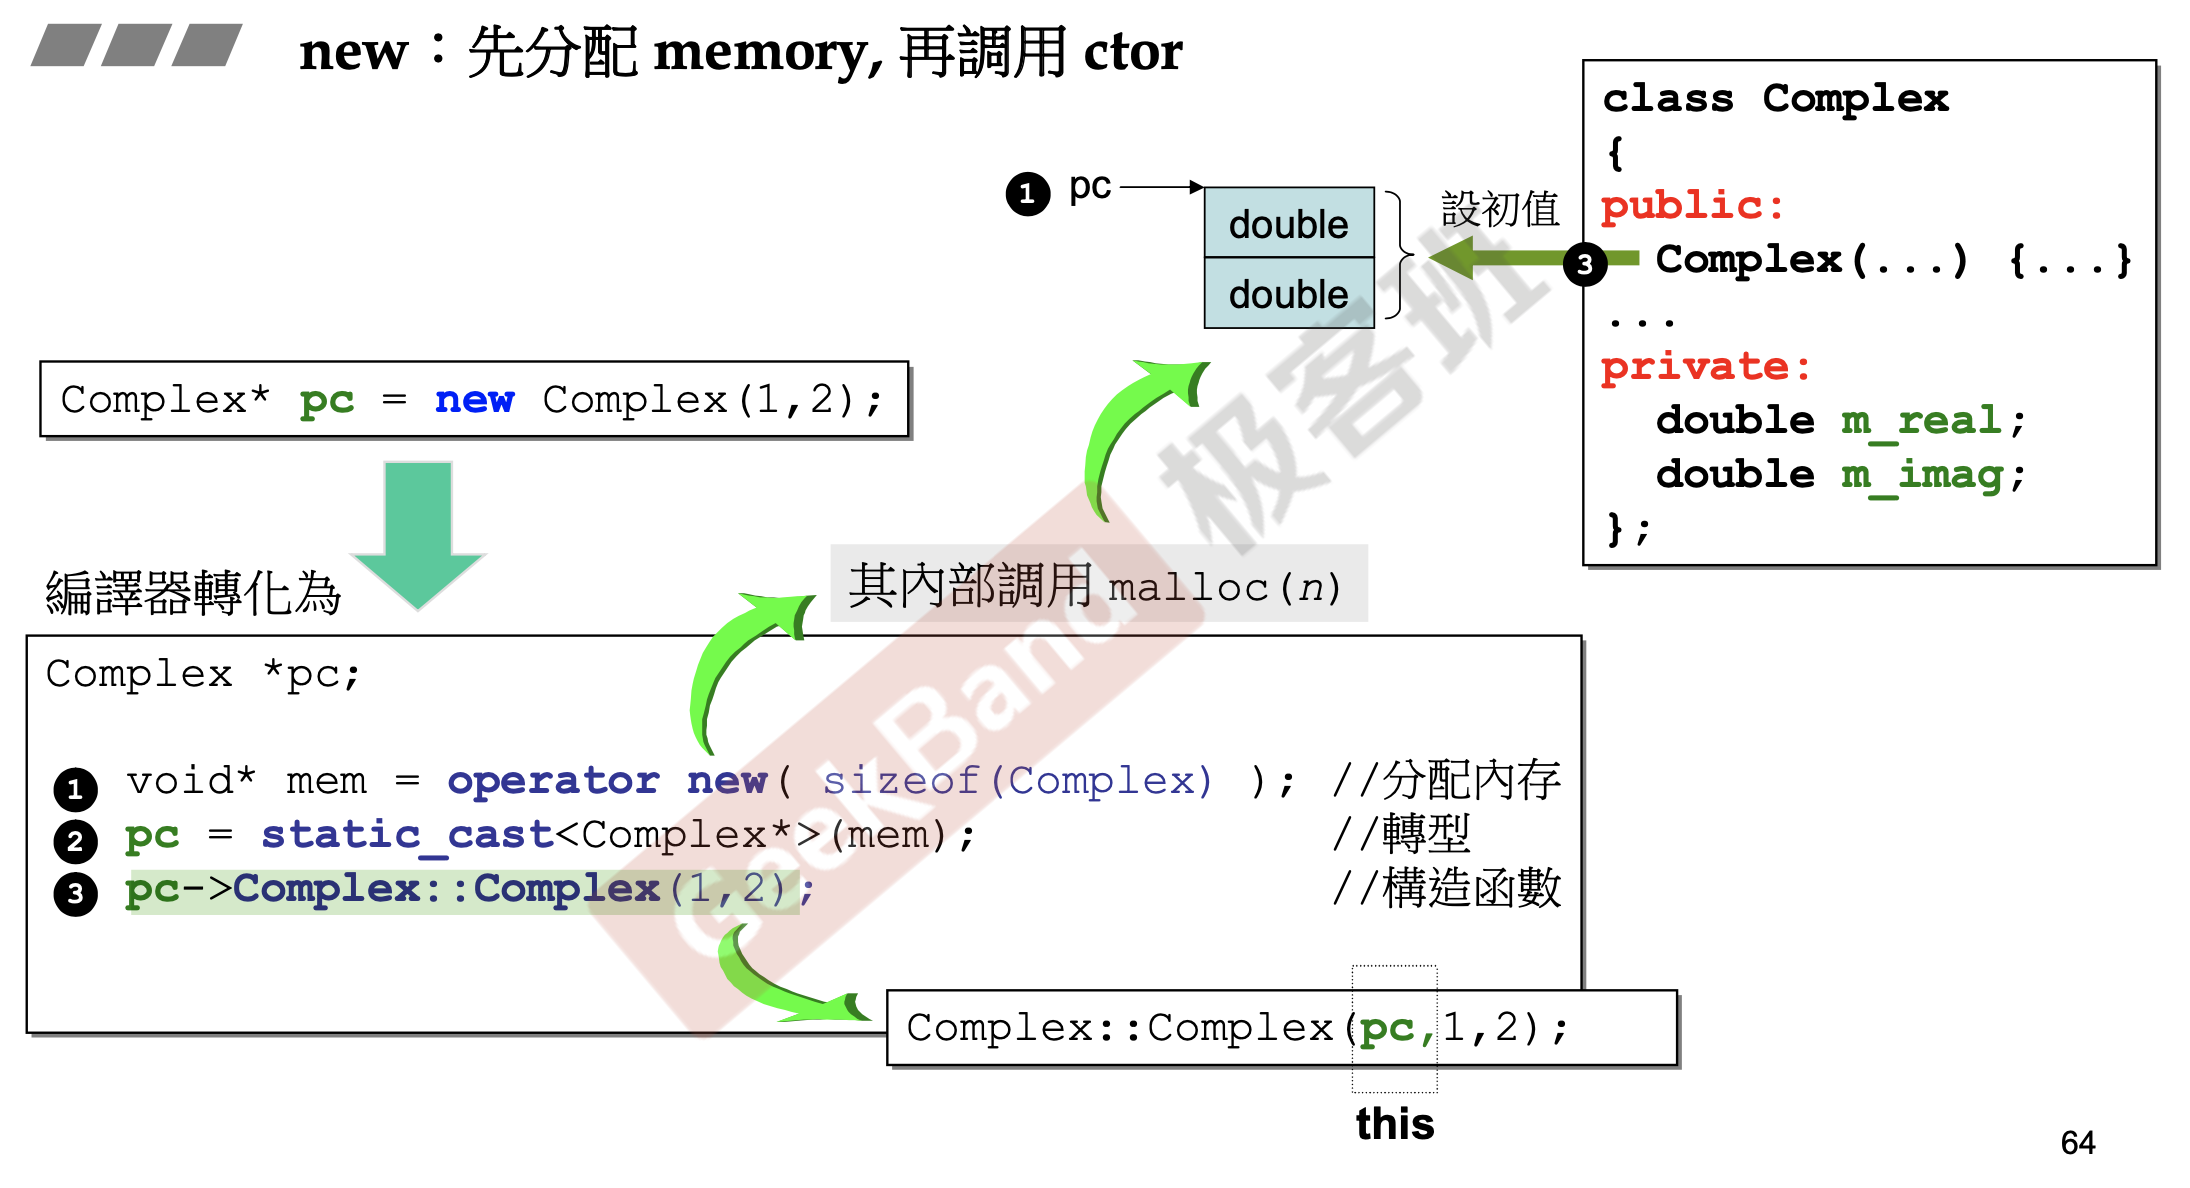 new：先分配 memory, 再調用 ctor
class Complex
{
public:
Complex(...) {...}
...
private:
double m_real;
double m_imag;
};
1 pc
double
double
設初值
3
Complex* pc = new Complex(1,2);
編譯器轉化為
其內部調用 malloc(n)
Complex *pc;
1 void* mem = operator new( sizeof(Complex) ); //分配內存
2 pc = static_cast<Complex*>(mem); //轉型
3 pc->Complex::Complex(1,2); //構造函數
Complex::Complex(pc,1,2);
this
GeekBand 极客班
64